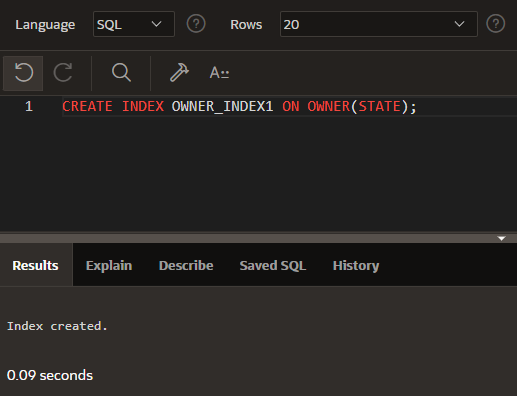 Language SQL ? Rows 20 ?
A::
1 CREATE INDEX OWNER_INDEX1 ON OWNER(STATE);
Results Explain Describe Saved SQL History
Index created.
0.09 seconds